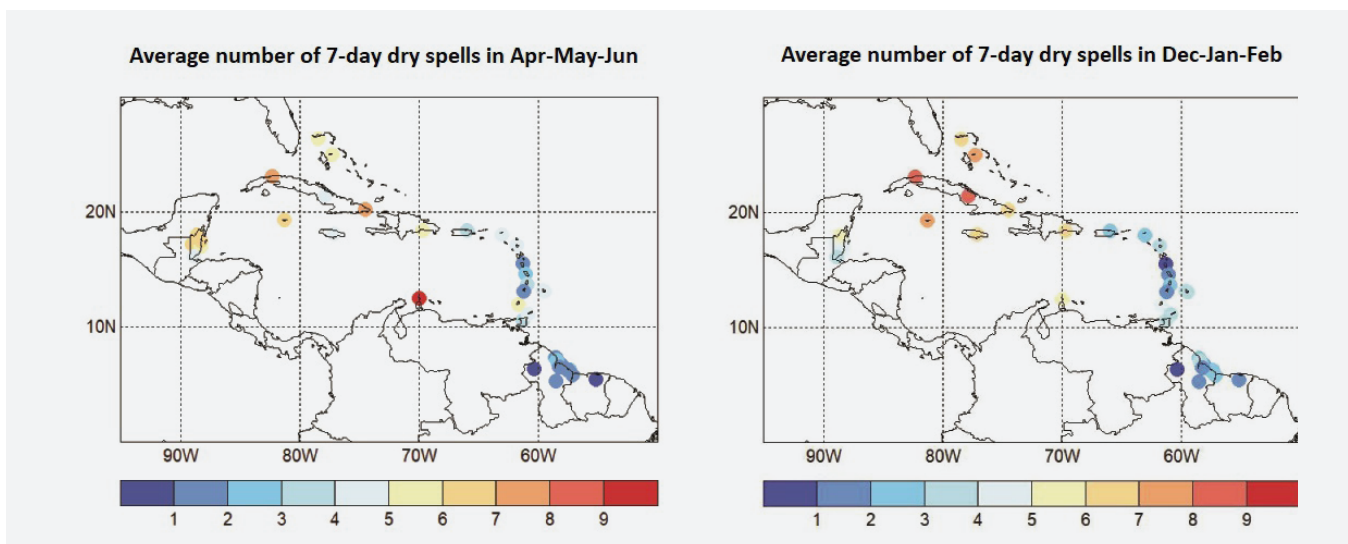 Average number of 7-day dry spells in Apr-May-Jun
20N
10N
90W 80W 70W 60W
1 2 3 4 5 6 7 8 9
Average number of 7-day dry spells in Dec-Jan-Feb
20N
10N
90W 80W 70W 60W
1 2 3 4 5 6 7 8 9